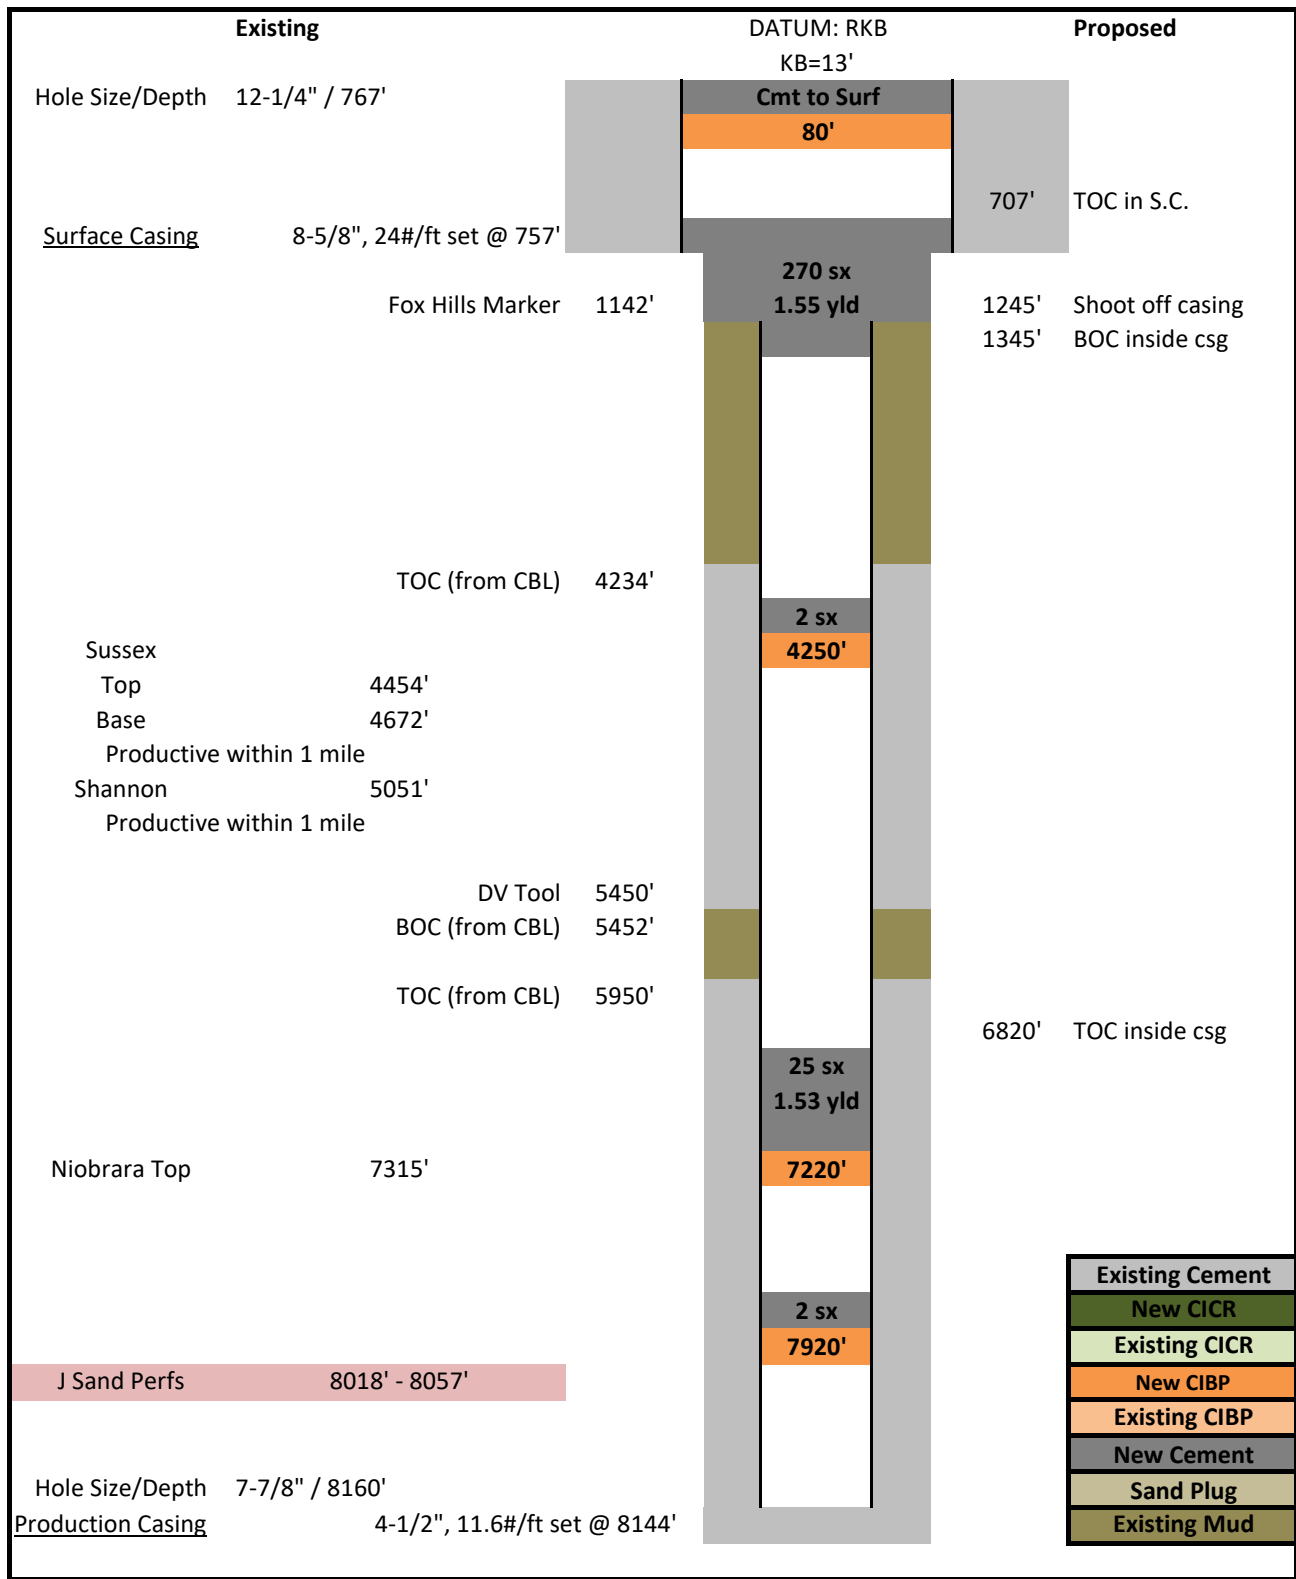 Existing DATUM: RKB Proposed
KB=13'
Hole Size/Depth 12-1/4" / 767' Cmt to Surf
80'
707' TOC in S.C.
Surface Casing 8-5/8", 24#/ft set @ 757'
270 sx
Fox Hills Marker 1142' 1.55 yld 1245' Shoot off casing
1345' BOC inside csg
TOC (from CBL) 4234'
2 sx
Sussex 4250'
Top 4454'
Base 4672'
Productive within 1 mile
Shannon 5051'
Productive within 1 mile
DV Tool 5450'
BOC (from CBL) 5452'
TOC (from CBL) 5950'
6820' TOC inside csg
25 sx
1.53 yld
Niobrara Top 7315' 7220'
Existing Cement
2 sx New CICR
7920' Existing CICR
J Sand Perfs 8018' - 8057' New CIBP
Existing CIBP
New Cement
Hole Size/Depth 7-7/8" / 8160' Sand Plug
Production Casing 4-1/2", 11.6#/ft set @ 8144' Existing Mud